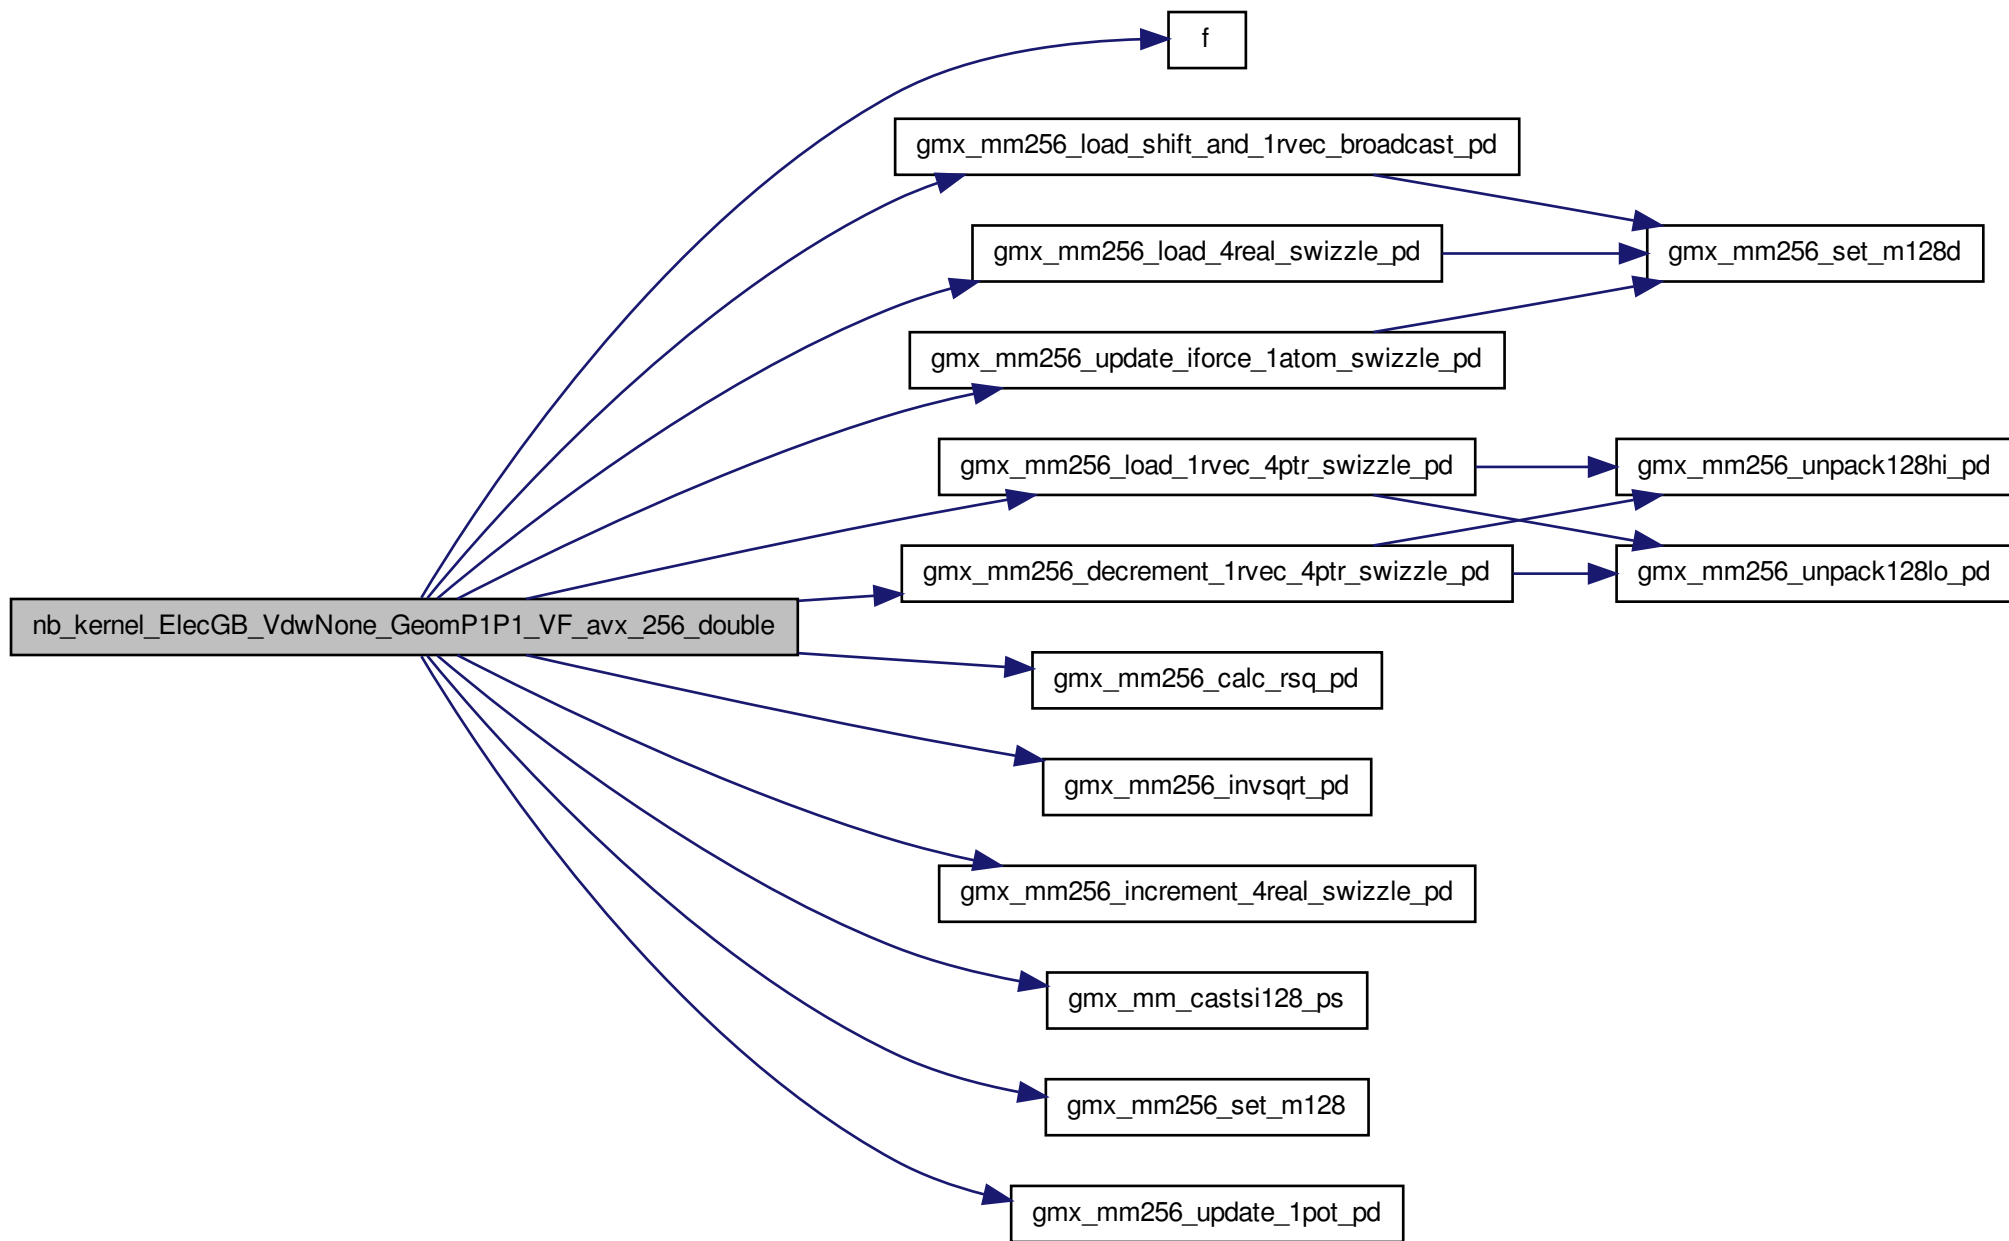 f
gmx_mm256_load_shift_and_1rvec_broadcast_pd
gmx_mm256_load_4real_swizzle_pd
gmx_mm256_set_m128d
gmx_mm256_update_iforce_1atom_swizzle_pd
gmx_mm256_load_1rvec_4ptr_swizzle_pd
gmx_mm256_unpack128hi_pd
gmx_mm256_decrement_1rvec_4ptr_swizzle_pd
gmx_mm256_unpack128lo_pd
nb_kernel_ElecGB_VdwNone_GeomP1P1_VF_avx_256_double
gmx_mm256_calc_rsq_pd
gmx_mm256_invsqrt_pd
gmx_mm256_increment_4real_swizzle_pd
gmx_mm_castsi128_ps
gmx_mm256_set_m128
gmx_mm256_update_1pot_pd